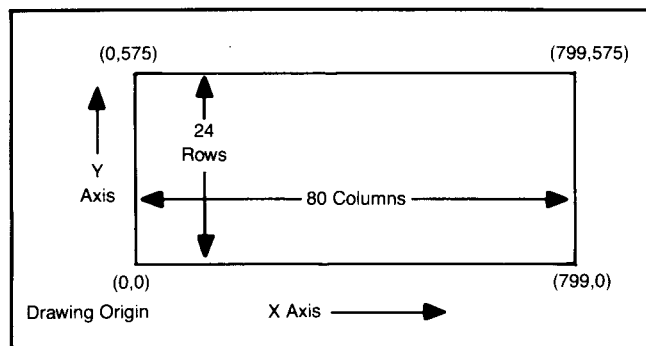 (0,575)
(799,575)
24
Rows
Y
Axis
80 Columns
(0,0)
(799,0)
Drawing Origin
X Axis